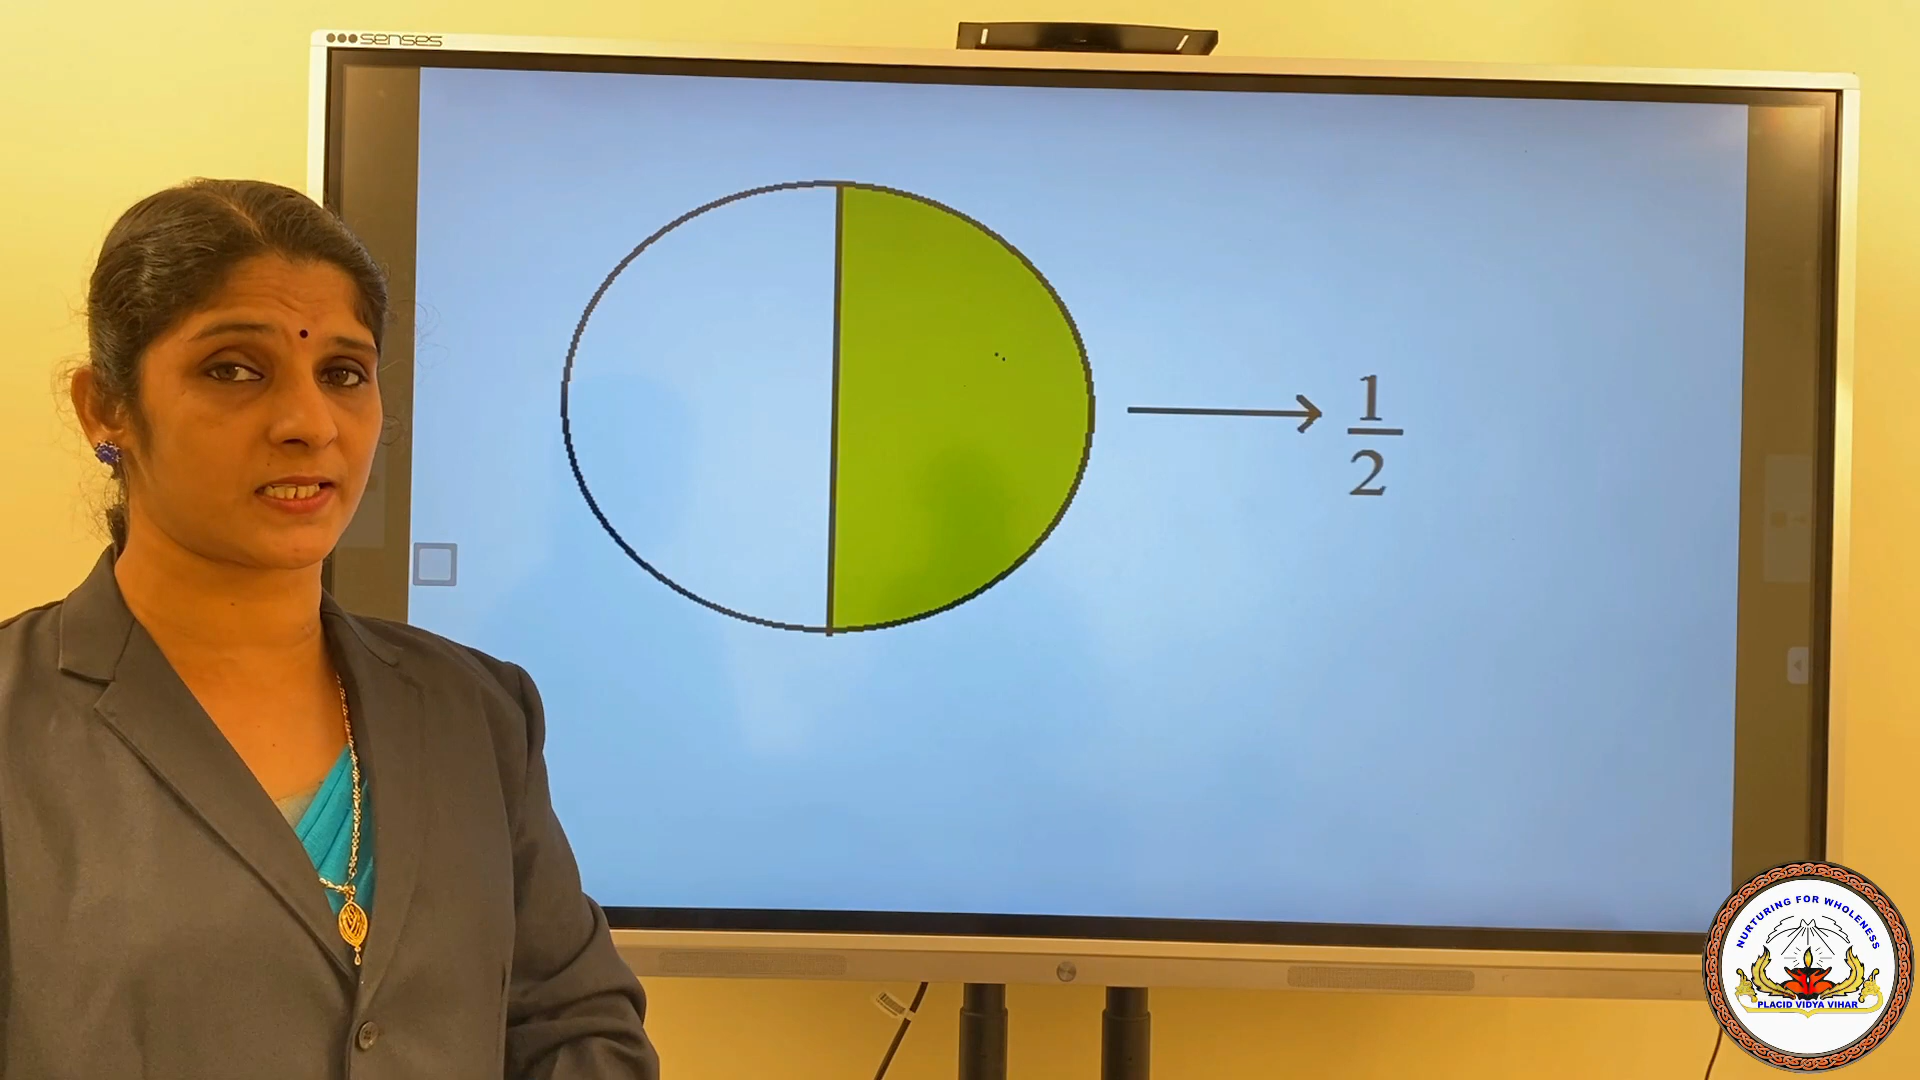 senses
1
2
NURTURING FOR WHOLENESS
PLACID VIDYA VIHAR